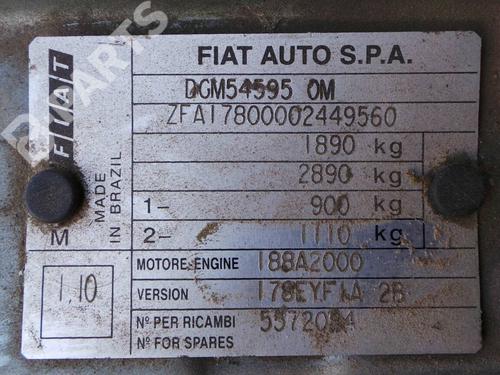 FIAT
FIAT AUTO S.P.A.
DGM54595 OM
ZFA17800002449560
1890 kg
2890 kg
1- 900 kg
2- 1110 kg
MADE
IN BRAZIL
M
1,10
MOTORE.ENGINE 188A2000
VERSION 178EYF1A 2B
Nº PER RICAMBI
Nº FOR SPARES